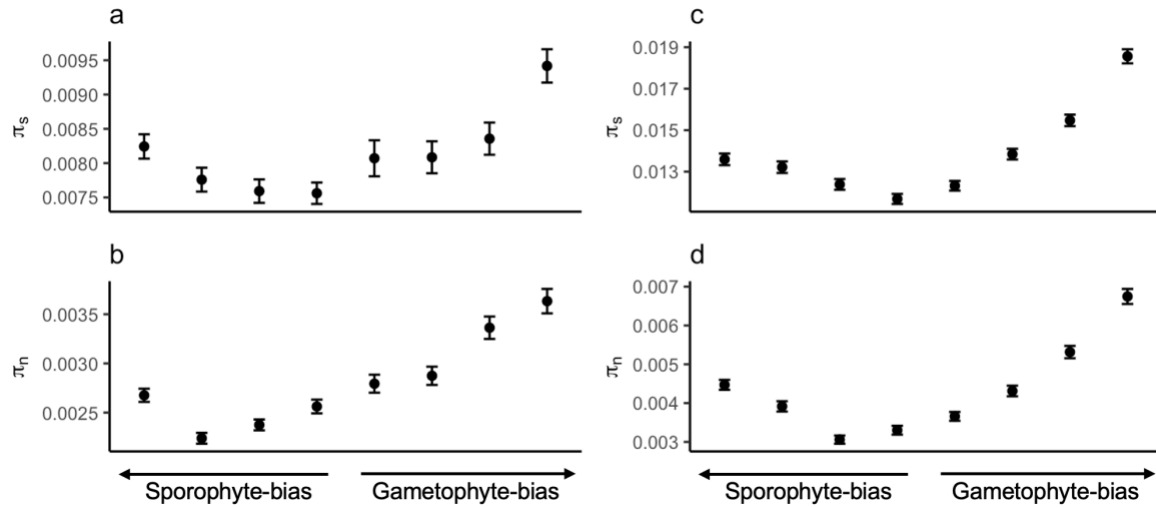 a
πs
0.0095
0.0090
0.0085
0.0080
0.0075
b
πn
0.0035
0.0030
0.0025
Sporophyte-bias
Gametophyte-bias
c
πs
0.019
0.017
0.015
0.013
d
πn
0.007
0.006
0.005
0.004
0.003
Sporophyte-bias
Gametophyte-bias